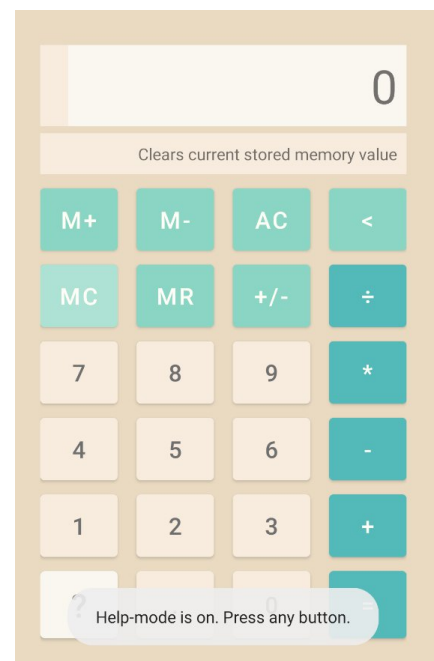 0
Clears current stored memory value
M+ M- AC <
MC MR +/- ÷
7 8 9 *
4 5 6 -
1 2 3 +
? . 0 =
Help-mode is on. Press any button.